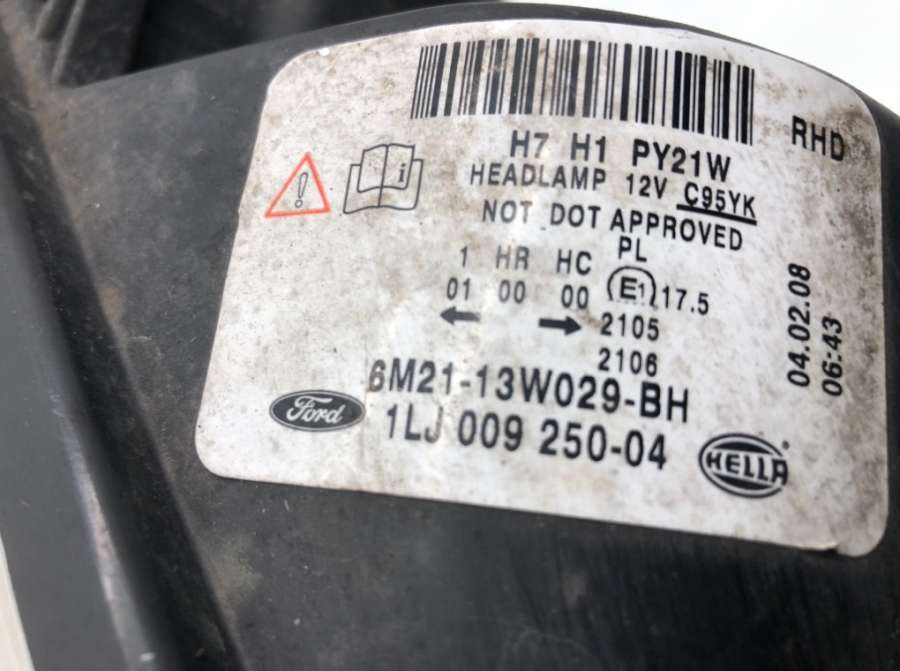 RHD
H7 H1 PY21W
HEADLAMP 12V C95YK
NOT DOT APPROVED
1 HR HC PL
01 00 00 E1 17.5
2105
2106
6M21-13W029-BH
Ford
1LJ 009 250-04
HELLA
04.02.08
06:43